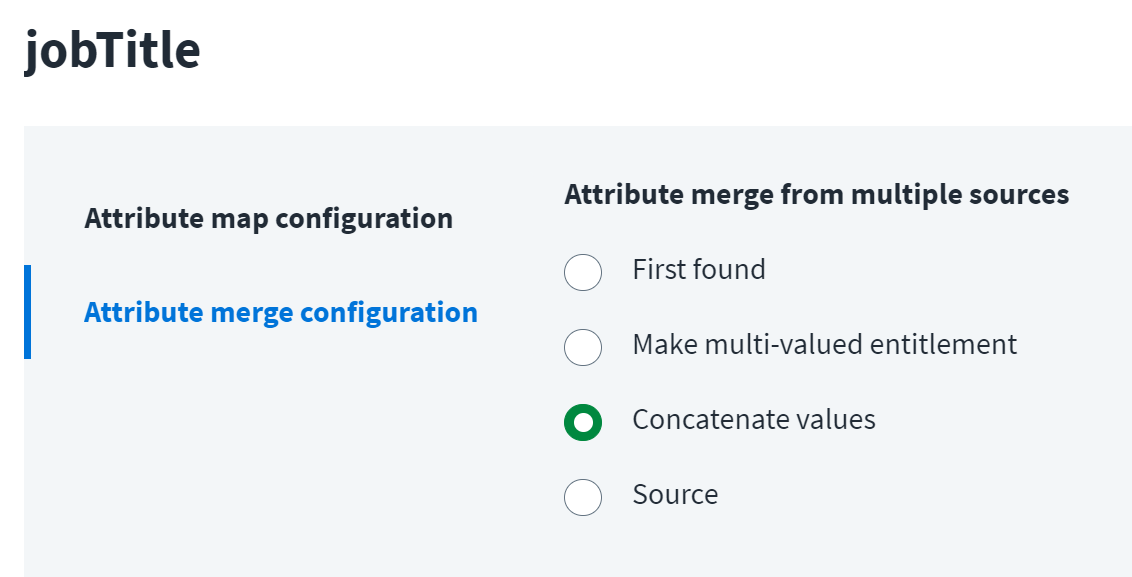 jobTitle
Attribute map configuration
Attribute merge configuration
Attribute merge from multiple sources
First found
Make multi-valued entitlement
Concatenate values
Source